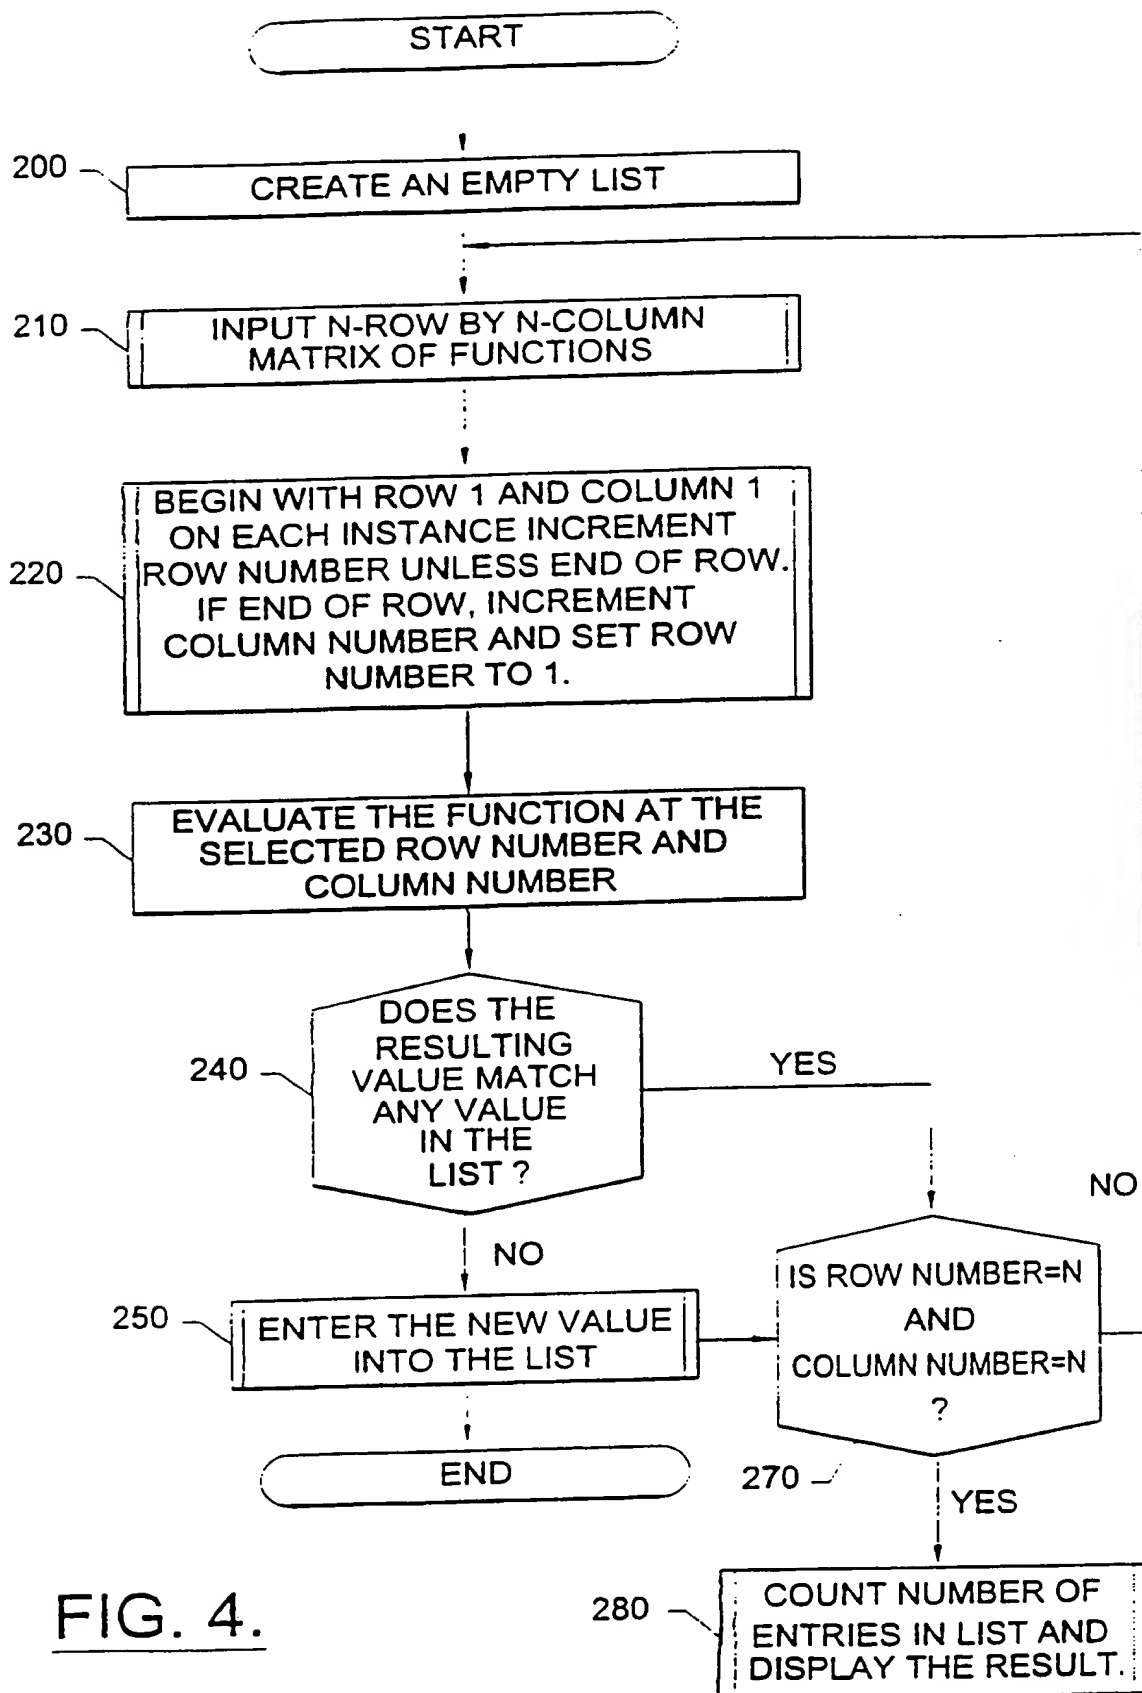 START
200
CREATE AN EMPTY LIST
210
INPUT N-ROW BY N-COLUMN
MATRIX OF FUNCTIONS
220
BEGIN WITH ROW 1 AND COLUMN 1
ON EACH INSTANCE INCREMENT
ROW NUMBER UNLESS END OF ROW.
IF END OF ROW, INCREMENT
COLUMN NUMBER AND SET ROW
NUMBER TO 1.
230
EVALUATE THE FUNCTION AT THE
SELECTED ROW NUMBER AND
COLUMN NUMBER
240
DOES THE
RESULTING
VALUE MATCH
ANY VALUE
IN THE
LIST ?
YES
NO
NO
250
ENTER THE NEW VALUE
INTO THE LIST
IS ROW NUMBER=N
AND
COLUMN NUMBER=N
?
270
END
YES
280
COUNT NUMBER OF
ENTRIES IN LIST AND
DISPLAY THE RESULT.
FIG. 4.